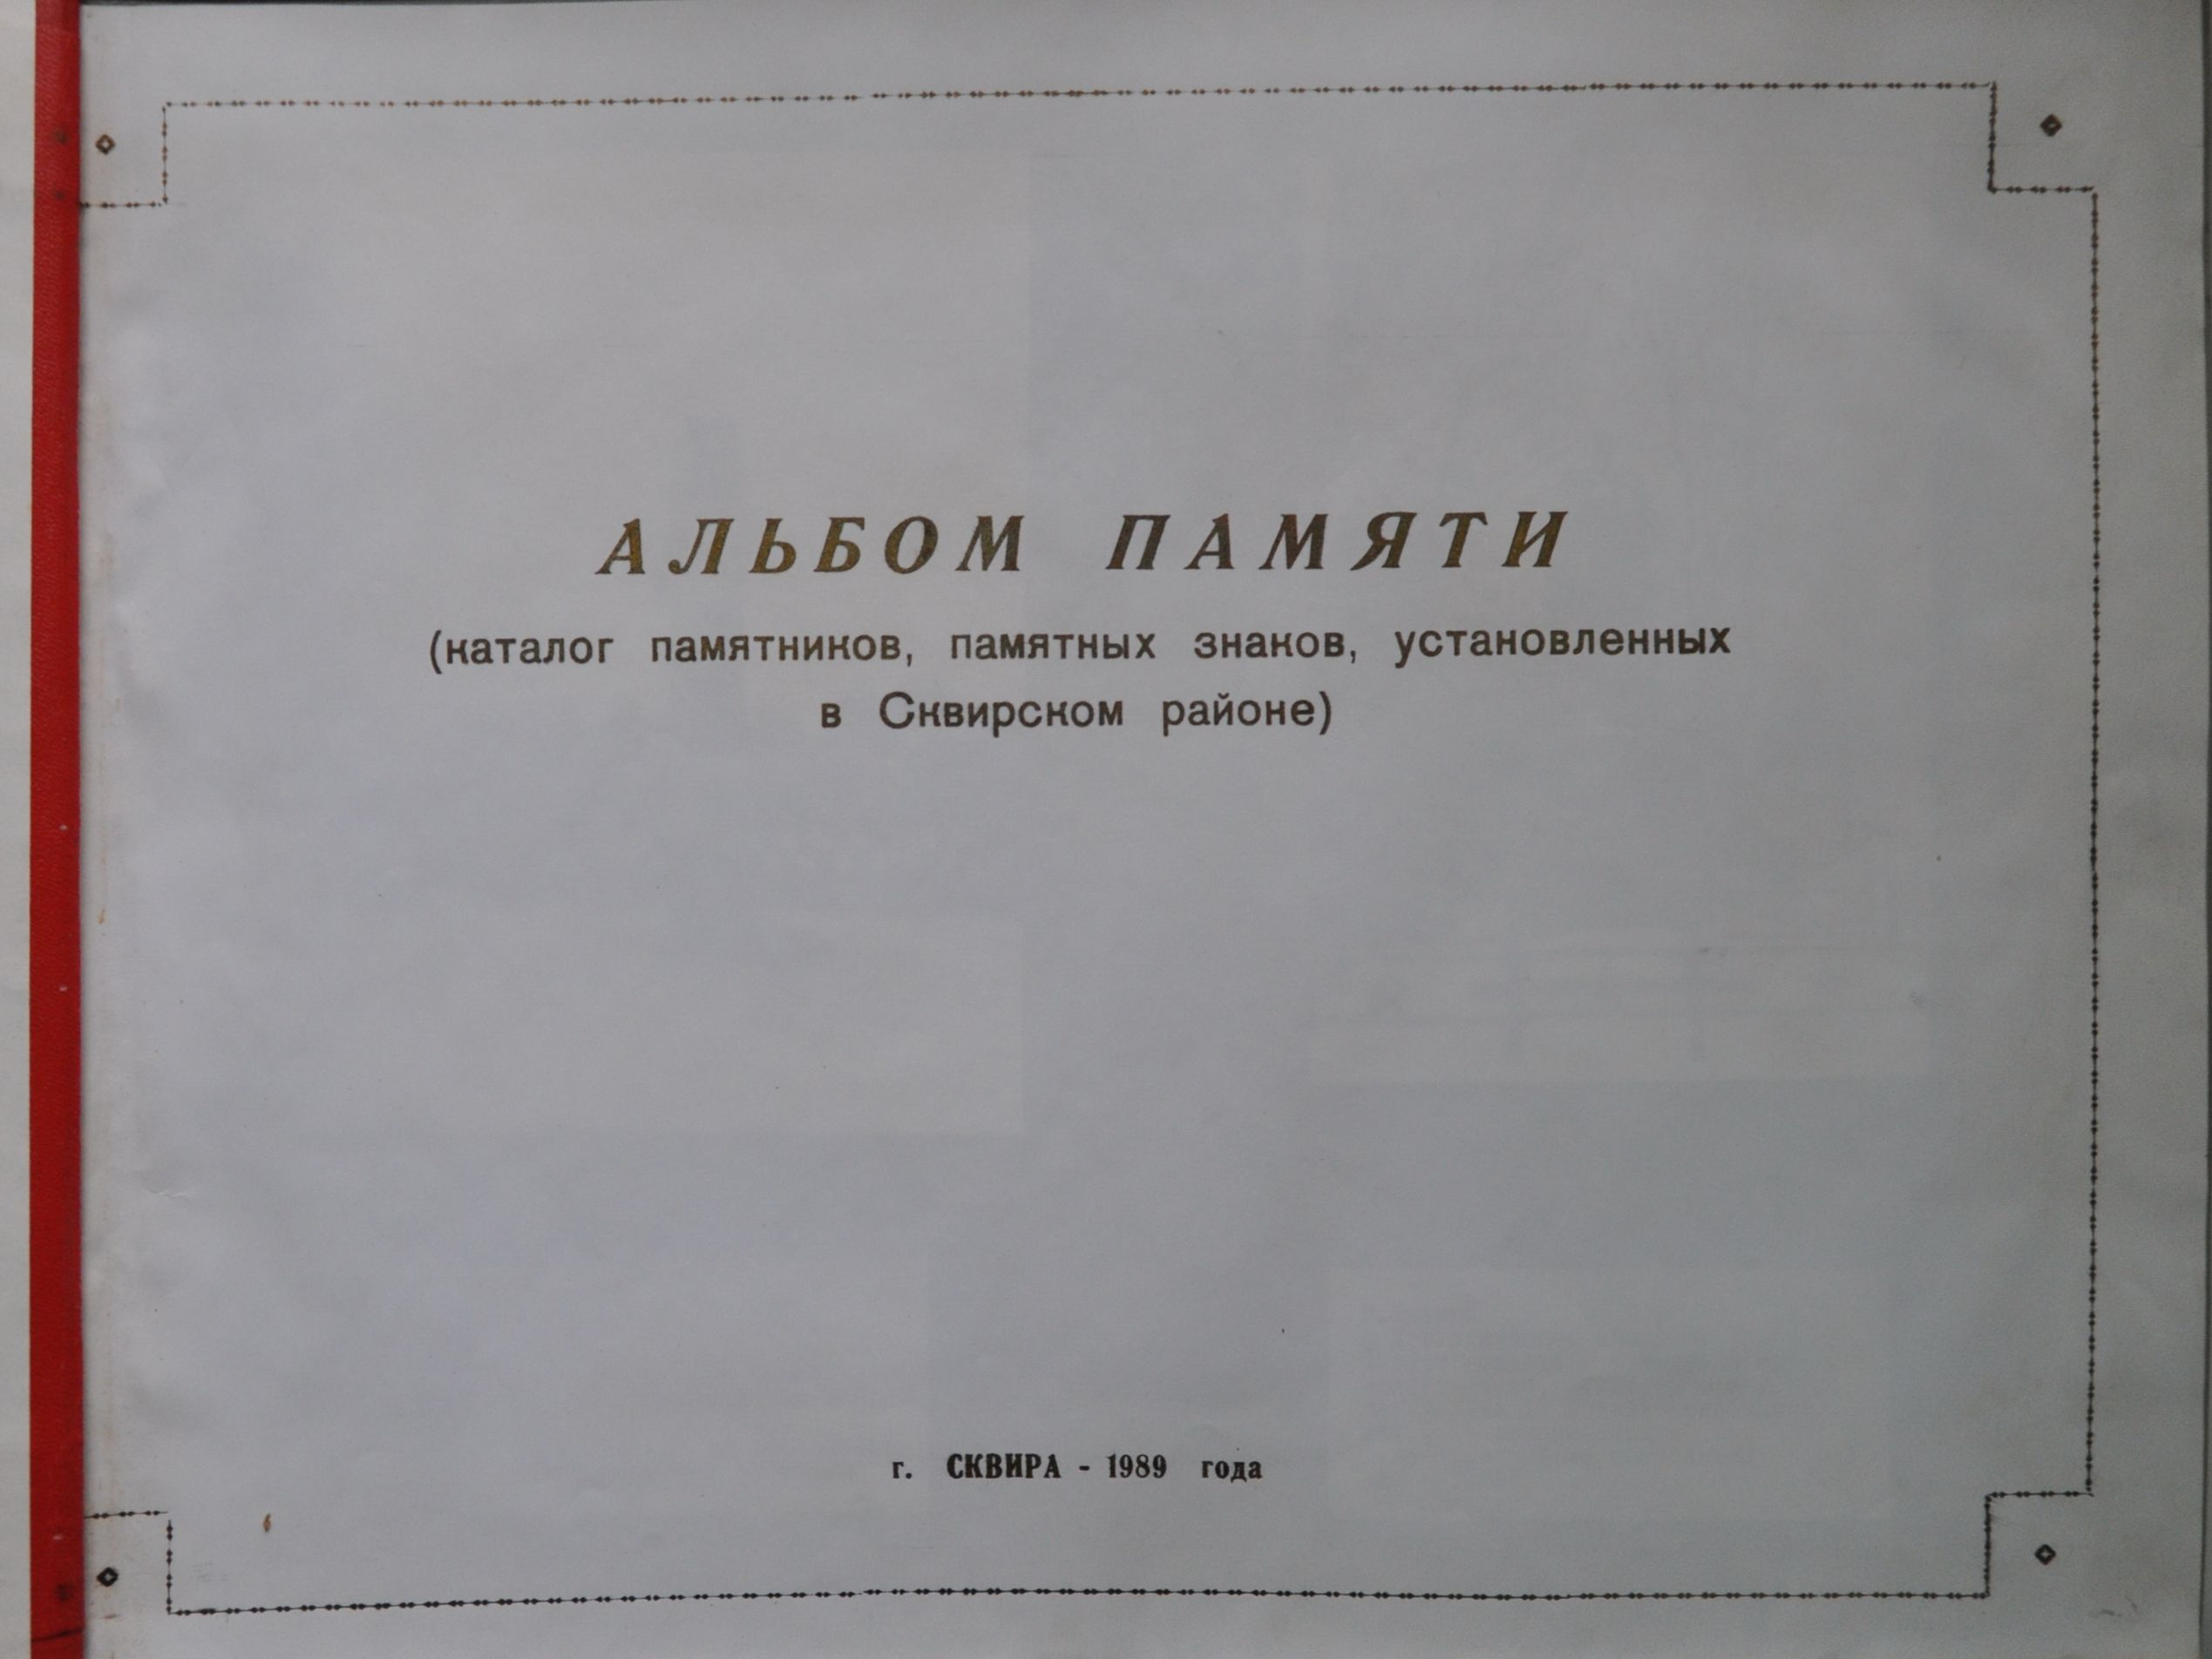 АЛЬБОМ ПАМЯТИ
(каталог памятников, памятных знаков, установленных
в Сквирском районе)
г. СКВИРА - 1989 года